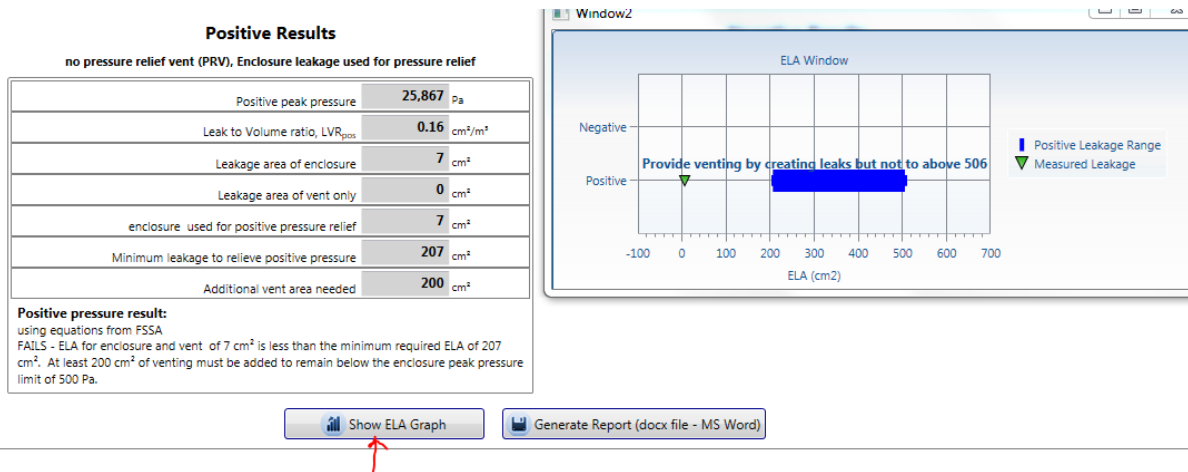 Positive Results
no pressure relief vent (PRV), Enclosure leakage used for pressure relief
Positive peak pressure 25,867 Pa
Leak to Volume ratio, LVRpos 0.16 cm²/m³
Leakage area of enclosure 7 cm²
Leakage area of vent only 0 cm²
enclosure used for positive pressure relief 7 cm²
Minimum leakage to relieve positive pressure 207 cm²
Additional vent area needed 200 cm²
Positive pressure result:
using equations from FSSA
FAILS - ELA for enclosure and vent of 7 cm² is less than the minimum required ELA of 207
cm². At least 200 cm² of venting must be added to remain below the enclosure peak pressure
limit of 500 Pa.
Window2
ELA Window
Negative
Provide venting by creating leaks but not to above 506
Positive
-100 0 100 200 300 400 500 600 700
ELA (cm2)
Positive Leakage Range
Measured Leakage
Show ELA Graph
Generate Report (docx file - MS Word)